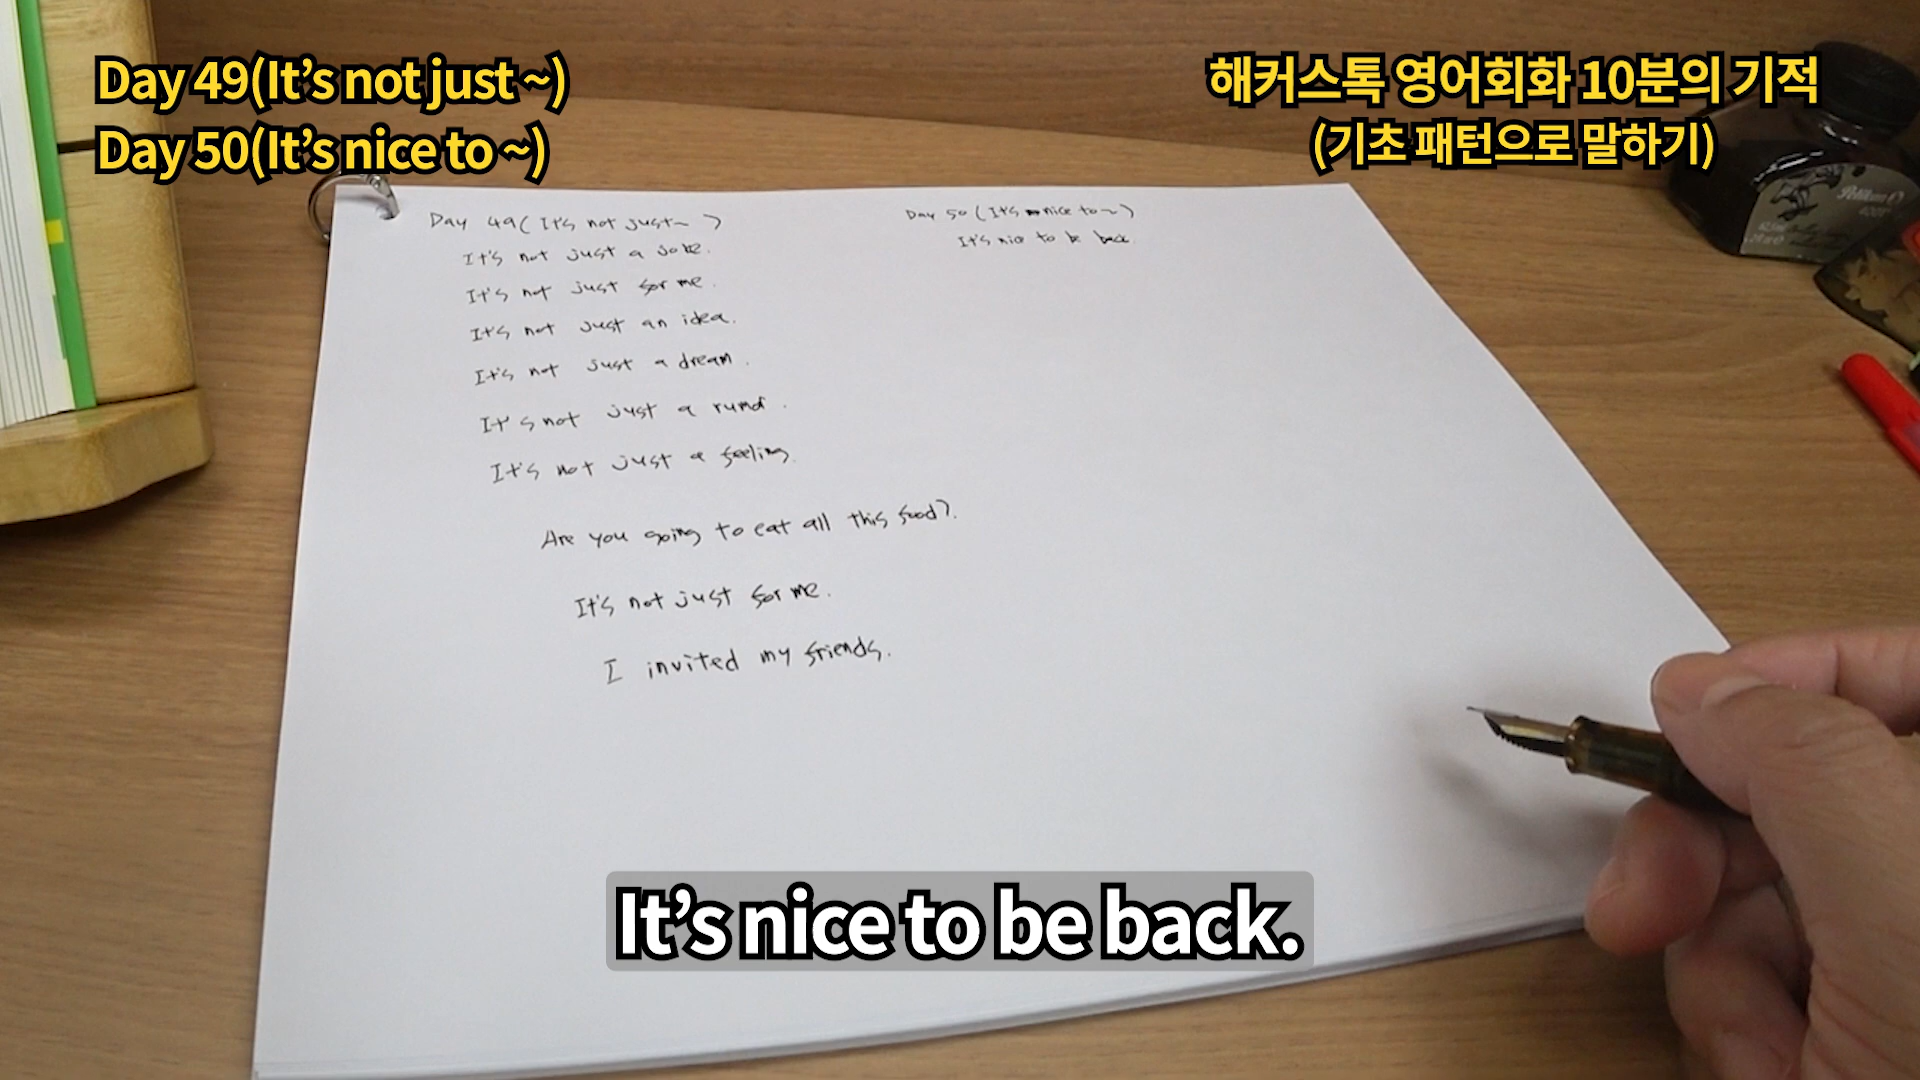 Day 49(It's not just ~)
Day 50(It's nice to ~)
해커스톡 영어회화 10분의 기적
(기초 패턴으로 말하기)
Day 49 ( It's not just~ )
It's not just a joke.
It's not just for me.
It's not just an idea.
It's not just a dream.
It's not just a rumor.
It's not just a feeling.
Are you going to eat all this food?.
It's not just for me.
I invited my friends.
Day 50 ( It's nice to ~ )
It's nice to be back.
Pelikan
4001
It's nice to be back.